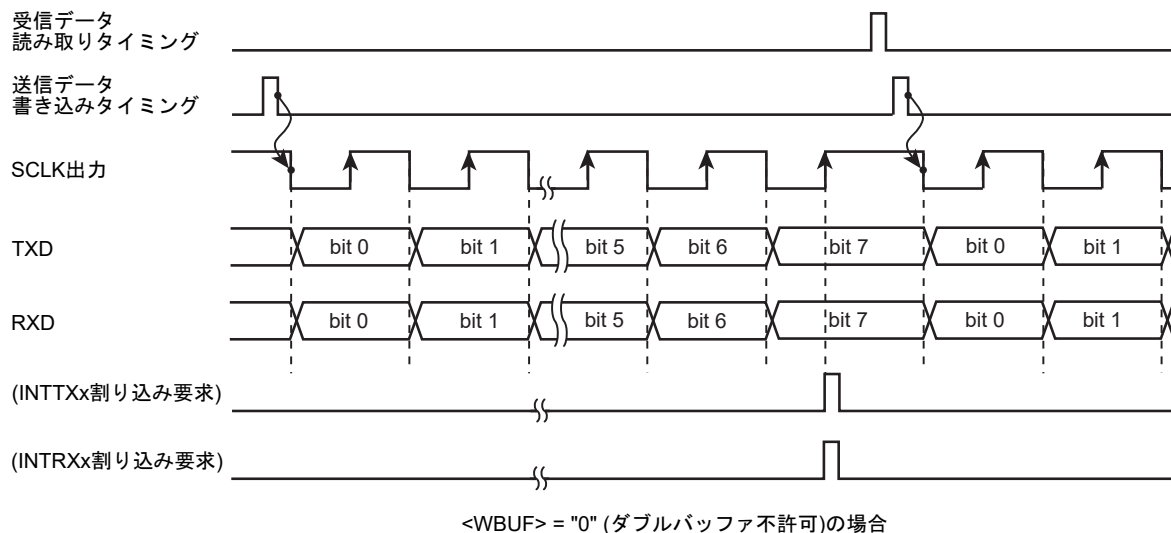 受信データ
読み取りタイミング
送信データ
書き込みタイミング
SCLK出力
TXD
bit 0
bit 1
bit 5
bit 6
bit 7
bit 0
bit 1
RXD
bit 0
bit 1
bit 5
bit 6
bit 7
bit 0
bit 1
(INTTXx割り込み要求)
(INTRXx割り込み要求)
<WBUF> = "0" (ダブルバッファ不許可)の場合